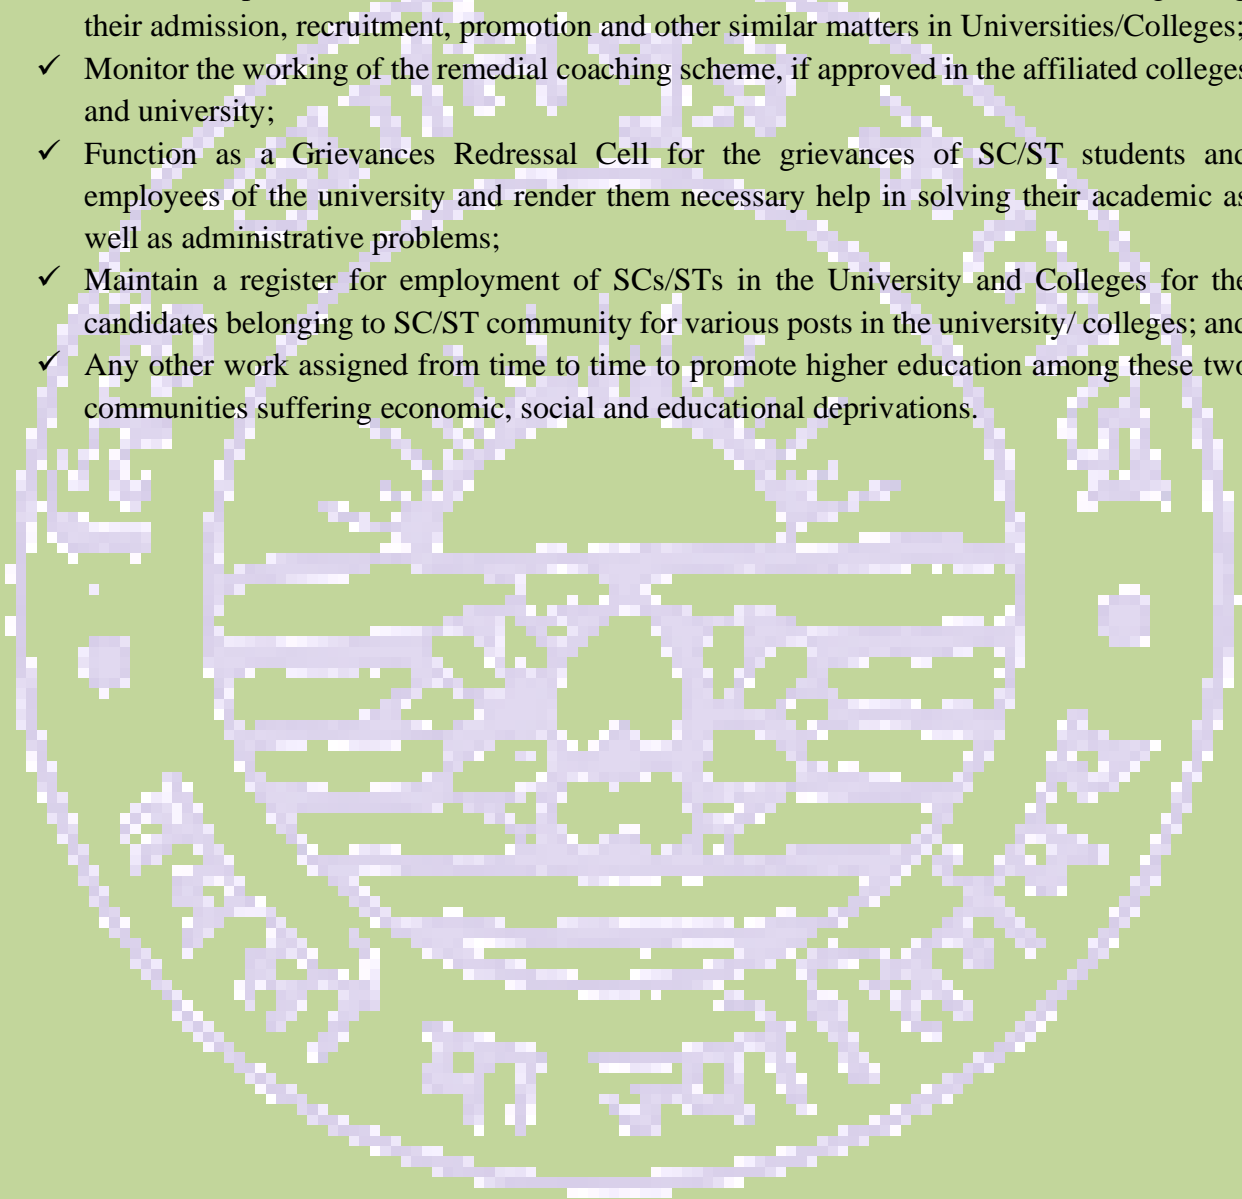 their admission, recruitment, promotion and other similar matters in Universities/Colleges;
✓ Monitor the working of the remedial coaching scheme, if approved in the affiliated colleges
and university;
✓ Function as a Grievances Redressal Cell for the grievances of SC/ST students and
employees of the university and render them necessary help in solving their academic as
well as administrative problems;
✓ Maintain a register for employment of SCs/STs in the University and Colleges for the
candidates belonging to SC/ST community for various posts in the university/ colleges; and
✓ Any other work assigned from time to time to promote higher education among these two
communities suffering economic, social and educational deprivations.